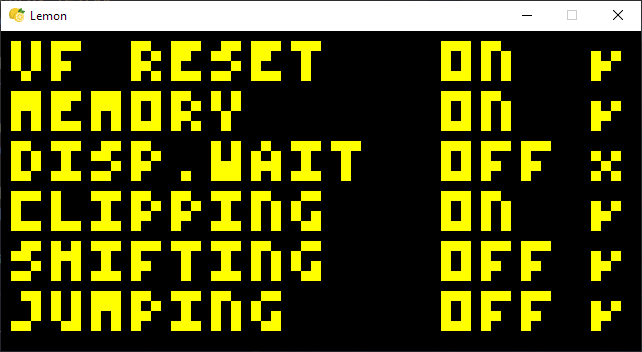 Lemon
VF RESET ON ✓
MEMORY ON ✓
DISP.WAIT OFF x
CLIPPING ON ✓
SHIFTING OFF ✓
JUMPING OFF ✓